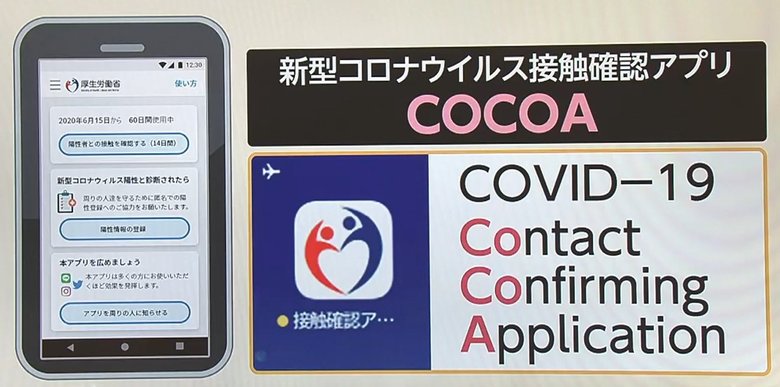 12:30
厚生労働省
使い方
2020年6月15日から 60日間使用中
陽性者との接触を確認する(14日間)
新型コロナウィルス陽性と診断されたら
周りの人達を守るために匿名での陽
性登録へのご協力をお願いいたします。
陽性情報の登録
本アプリを広めましょう
本アプリは多くの方にお使いいただ
くほど効果を発揮します。
アプリを周りの人に知らせる
新型コロナウイルス接触確認アプリ
COCOA
接触確認ア…
COVID−19
Contact
Confirming
Application